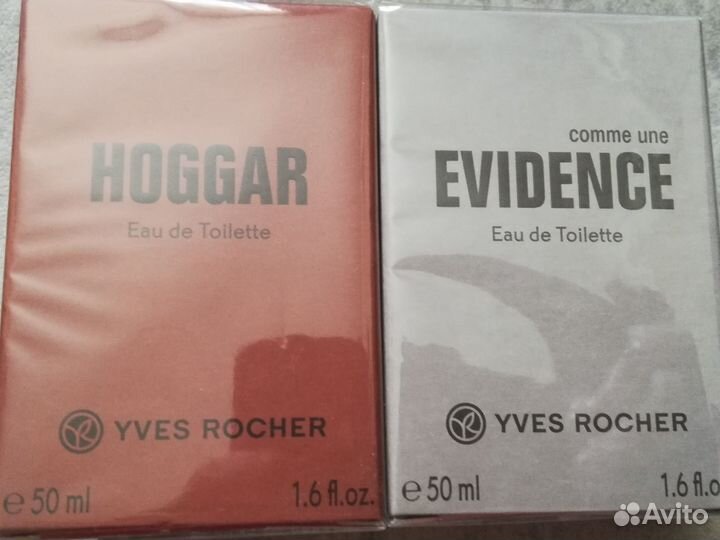 HOGGAR
Eau de Toilette
YVES ROCHER
e 50 ml 1.6 fl.oz.
comme une
EVIDENCE
Eau de Toilette
YVES ROCHER
e 50 ml 1.6 fl.o
Avito